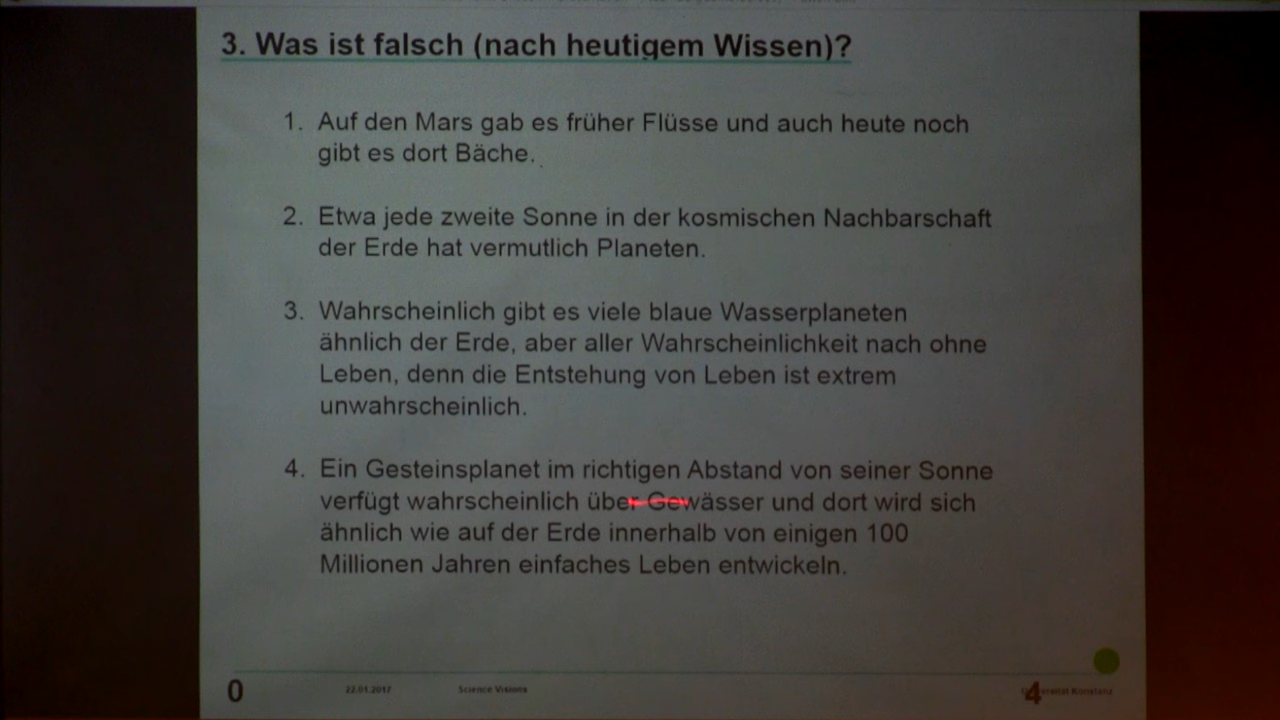 3. Was ist falsch (nach heutigem Wissen)?
1. Auf den Mars gab es früher Flüsse und auch heute noch
gibt es dort Bäche.
2. Etwa jede zweite Sonne in der kosmischen Nachbarschaft
der Erde hat vermutlich Planeten.
3. Wahrscheinlich gibt es viele blaue Wasserplaneten
ähnlich der Erde, aber aller Wahrscheinlichkeit nach ohne
Leben, denn die Entstehung von Leben ist extrem
unwahrscheinlich.
4. Ein Gesteinsplanet im richtigen Abstand von seiner Sonne
verfügt wahrscheinlich über Gewässer und dort wird sich
ähnlich wie auf der Erde innerhalb von einigen 100
Millionen Jahren einfaches Leben entwickeln.
0 22.01.2017 Science Visions 4 Konstanz